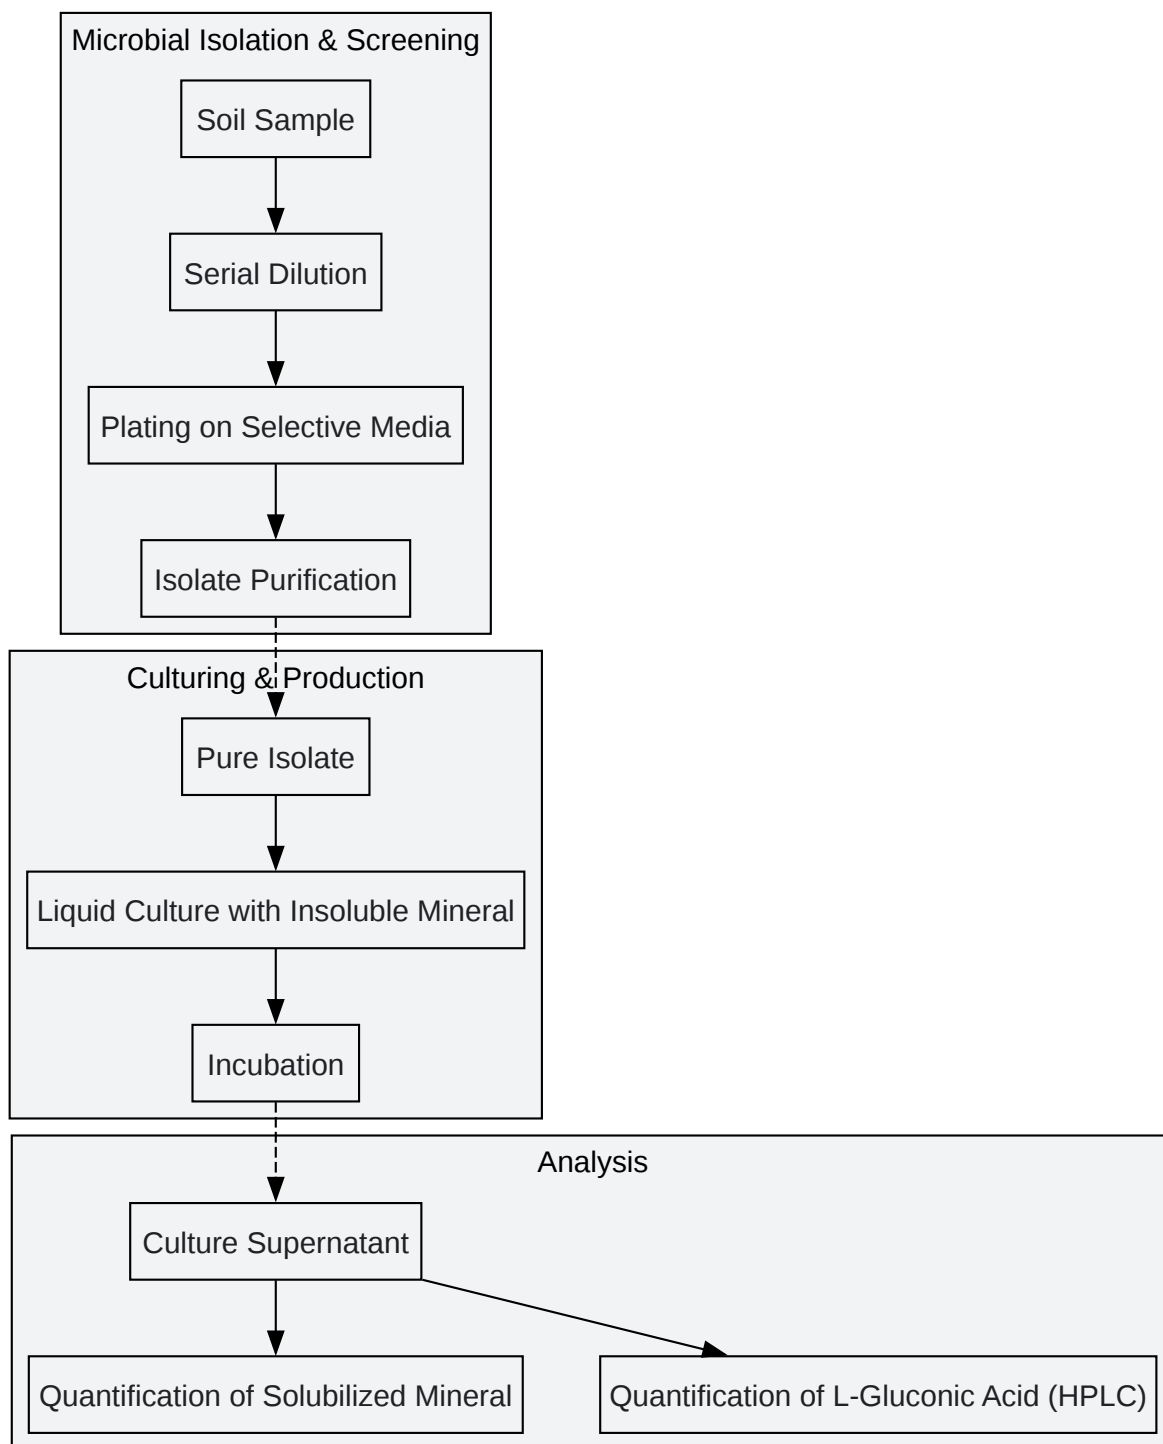 Microbial Isolation & Screening
Soil Sample
Serial Dilution
Plating on Selective Media
Isolate Purification
Culturing & Production
Pure Isolate
Liquid Culture with Insoluble Mineral
Incubation
Analysis
Culture Supernatant
Quantification of Solubilized Mineral
Quantification of L-Gluconic Acid (HPLC)